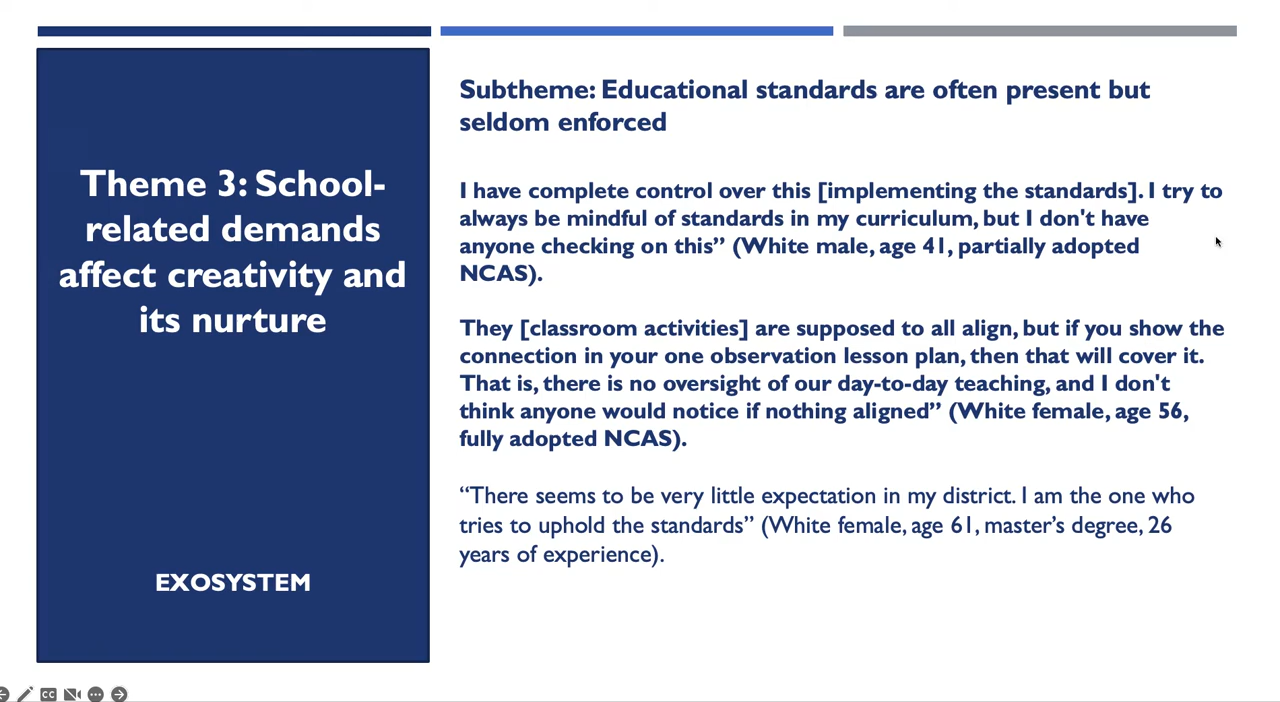 Theme 3: School-
related demands
affect creativity and
its nurture
EXOSYSTEM
Subtheme: Educational standards are often present but
seldom enforced
I have complete control over this [implementing the standards]. I try to
always be mindful of standards in my curriculum, but I don't have
anyone checking on this” (White male, age 41, partially adopted
NCAS).
They [classroom activities] are supposed to all align, but if you show the
connection in your one observation lesson plan, then that will cover it.
That is, there is no oversight of our day-to-day teaching, and I don't
think anyone would notice if nothing aligned” (White female, age 56,
fully adopted NCAS).
“There seems to be very little expectation in my district. I am the one who
tries to uphold the standards” (White female, age 61, master’s degree, 26
years of experience).
CC